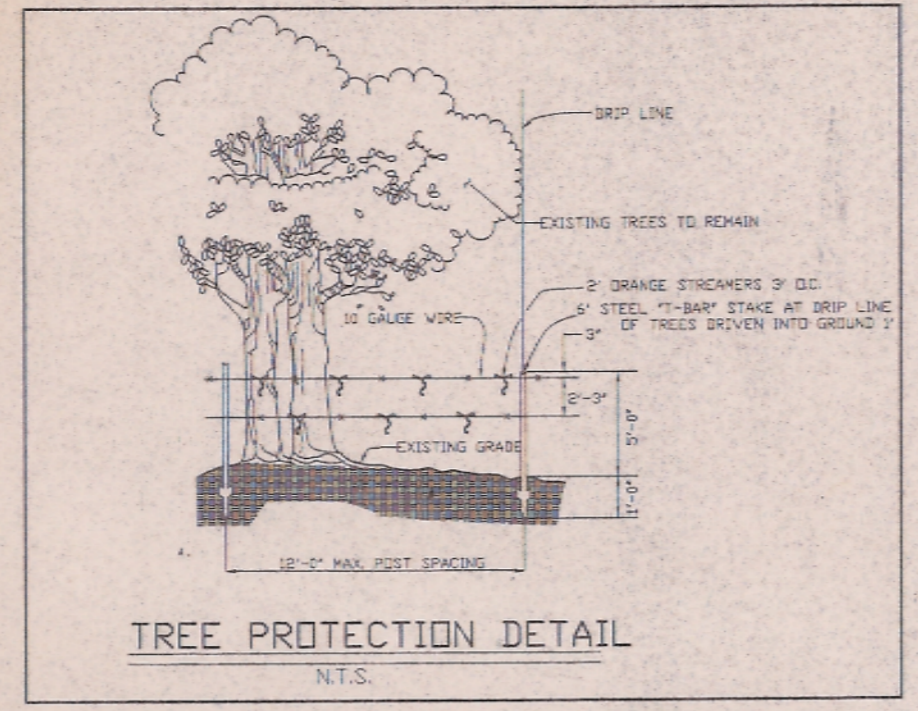 DRIP LINE
EXISTING TREES TO REMAIN
2' ORANGE STREAMERS 3' O.C.
6' STEEL "T-BAR" STAKE AT DRIP LINE
OF TREES DRIVEN INTO GROUND 1'
10 GAUGE WIRE
3"
2'-3"
5'-0"
EXISTING GRADE
1'-0"
12'-0" MAX. POST SPACING
TREE PROTECTION DETAIL
N.T.S.